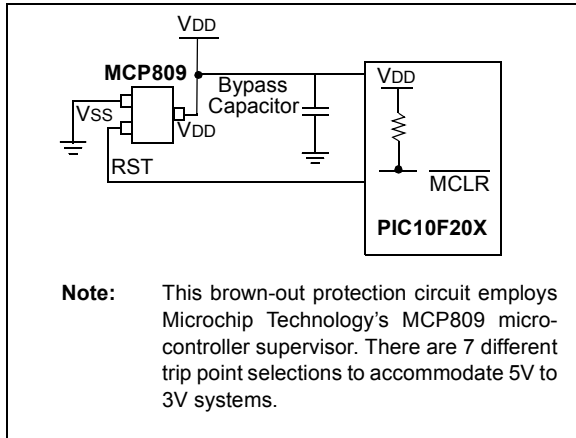 VDD
MCP809
Bypass
Capacitor
VDD
VSS
VDD
RST
MCLR
PIC10F20X
Note: This brown-out protection circuit employs
Microchip Technology's MCP809 micro-
controller supervisor. There are 7 different
trip point selections to accommodate 5V to
3V systems.